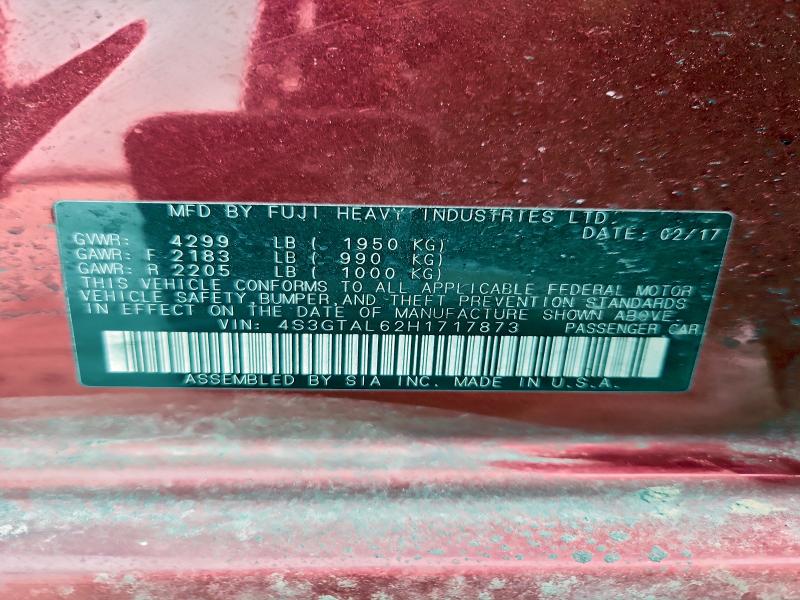 MFD BY FUJI HEAVY INDUSTRIES LTD.
DATE: 02/17
GVWR: 4299 LB ( 1950 KG)
GAWR: F 2183 LB ( 990 KG)
GAWR: R 2205 LB ( 1000 KG)
THIS VEHICLE CONFORMS TO ALL APPLICABLE FEDERAL MOTOR
VEHICLE SAFETY, BUMPER, AND THEFT PREVENTION STANDARDS
IN EFFECT ON THE DATE OF MANUFACTURE SHOWN ABOVE.
VIN: 4S3GTAL62H1717873 PASSENGER CAR
ASSEMBLED BY SIA INC. MADE IN U.S.A.